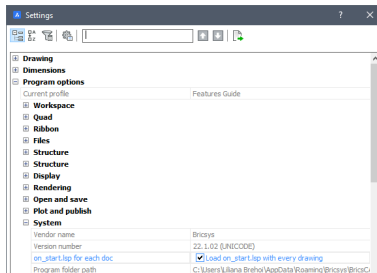 Settings
Drawing
Dimensions
Program options
Current profile Features Guide
Workspace
Quad
Ribbon
Files
Structure
Structure
Display
Rendering
Open and save
Plot and publish
System
Vendor name Bricsys
Version number 22.1.02 (UNICODE)
on_start.lsp for each doc Load on_start.lsp with every drawing
Program folder path C:\Users\Liliana Brehoi\AppData\Roaming\Bricsys\BricsC